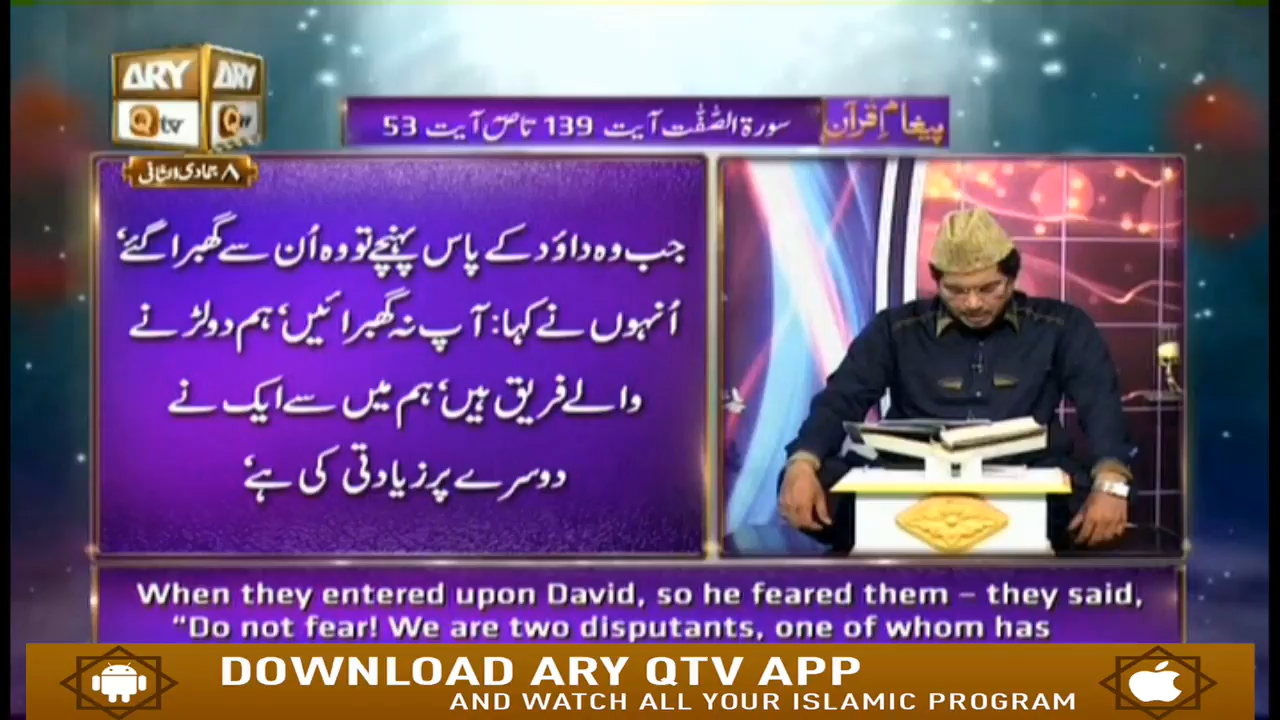 ARY
ARY
Qtv
پیغامِ قرآن
سورۃ الصّٰفّٰت آیت 139 تا صٓ آیت 53
۸ جمادی الثانی
جب وہ داؤد کے پاس پہنچے تو وہ اُن سے گھبرا گئے‘
اُنہوں نے کہا: آپ نہ گھبرائیں‘ ہم دو لڑنے
والے فریق ہیں‘ ہم میں سے ایک نے
دوسرے پر زیادتی کی ہے‘
When they entered upon David, so he feared them – they said,
“Do not fear! We are two disputants, one of whom has
DOWNLOAD ARY QTV APP
AND WATCH ALL YOUR ISLAMIC PROGRAM